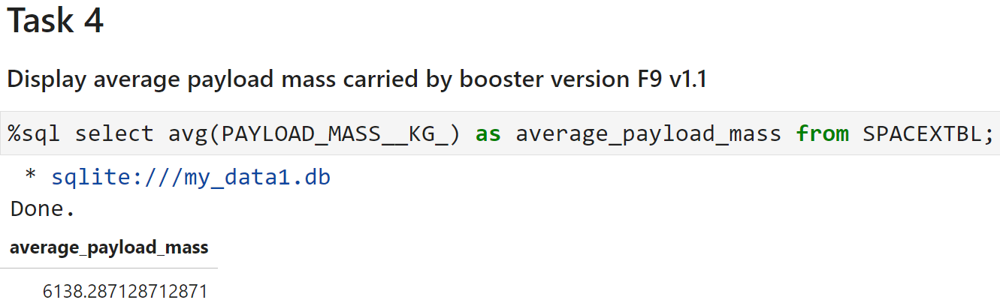 Task 4
Display average payload mass carried by booster version F9 v1.1
%sql select avg(PAYLOAD_MASS__KG_) as average_payload_mass from SPACEXTBL;
* sqlite:///my_data1.db
Done.
average_payload_mass
6138.287128712871